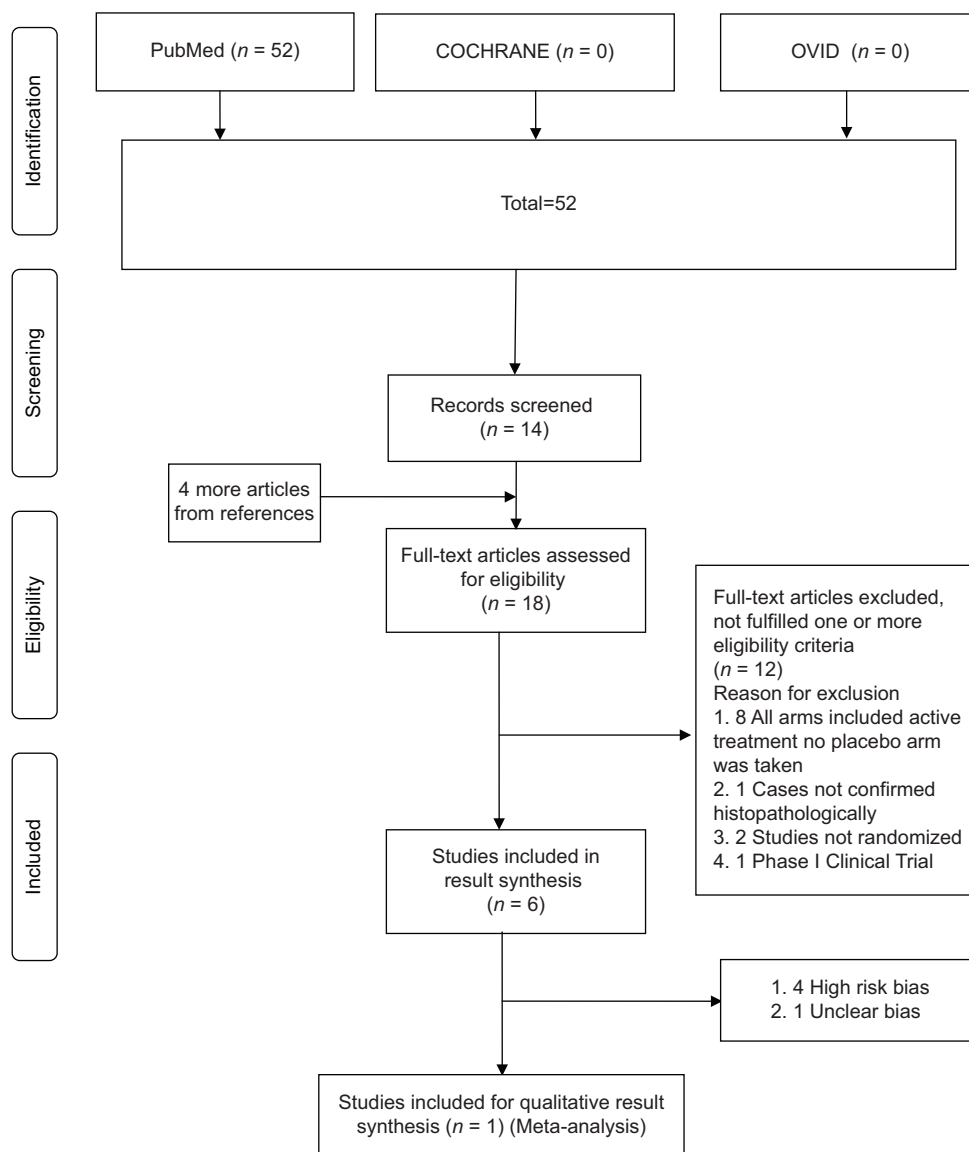 Identification
PubMed (n = 52)
COCHRANE (n = 0)
OVID (n = 0)
Total=52
Screening
Records screened
(n = 14)
4 more articles
from references
Eligibility
Full-text articles assessed
for eligibility
(n = 18)
Full-text articles excluded,
not fulfilled one or more
eligibility criteria
(n = 12)
Reason for exclusion
1. 8 All arms included active
treatment no placebo arm
was taken
2. 1 Cases not confirmed
histopathologically
3. 2 Studies not randomized
4. 1 Phase I Clinical Trial
Included
Studies included in
result synthesis
(n = 6)
1. 4 High risk bias
2. 1 Unclear bias
Studies included for qualitative result
synthesis (n = 1) (Meta-analysis)